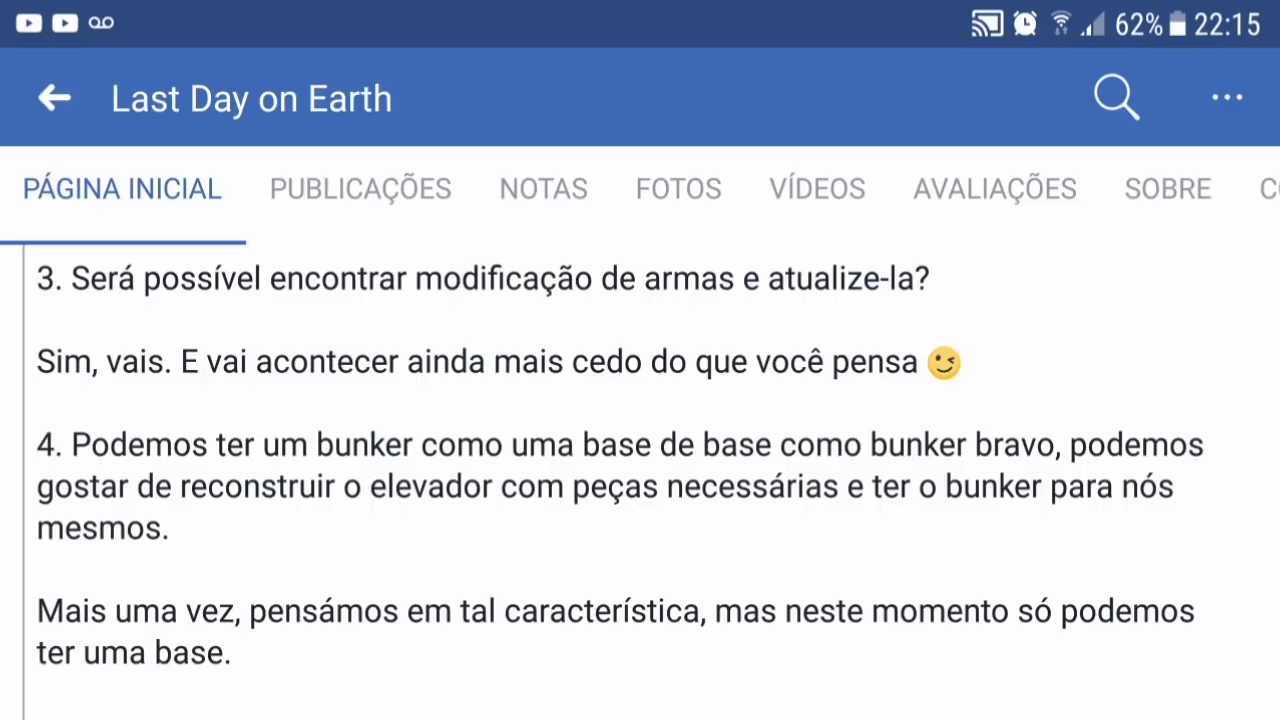 62% 22:15
Last Day on Earth
PÁGINA INICIAL PUBLICAÇÕES NOTAS FOTOS VÍDEOS AVALIAÇÕES SOBRE
3. Será possível encontrar modificação de armas e atualize-la?
Sim, vais. E vai acontecer ainda mais cedo do que você pensa 😉
4. Podemos ter um bunker como uma base de base como bunker bravo, podemos
gostar de reconstruir o elevador com peças necessárias e ter o bunker para nós
mesmos.
Mais uma vez, pensámos em tal característica, mas neste momento só podemos
ter uma base.